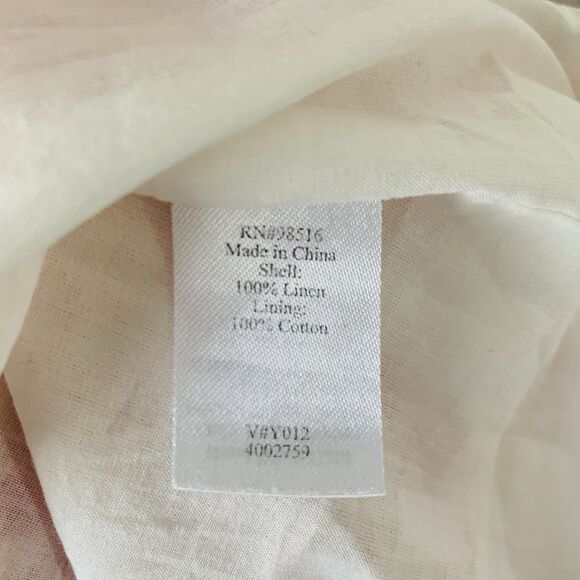 RN#98516
Made in China
Shell:
100% Linen
Lining:
100% Cotton
V#Y012
4002759